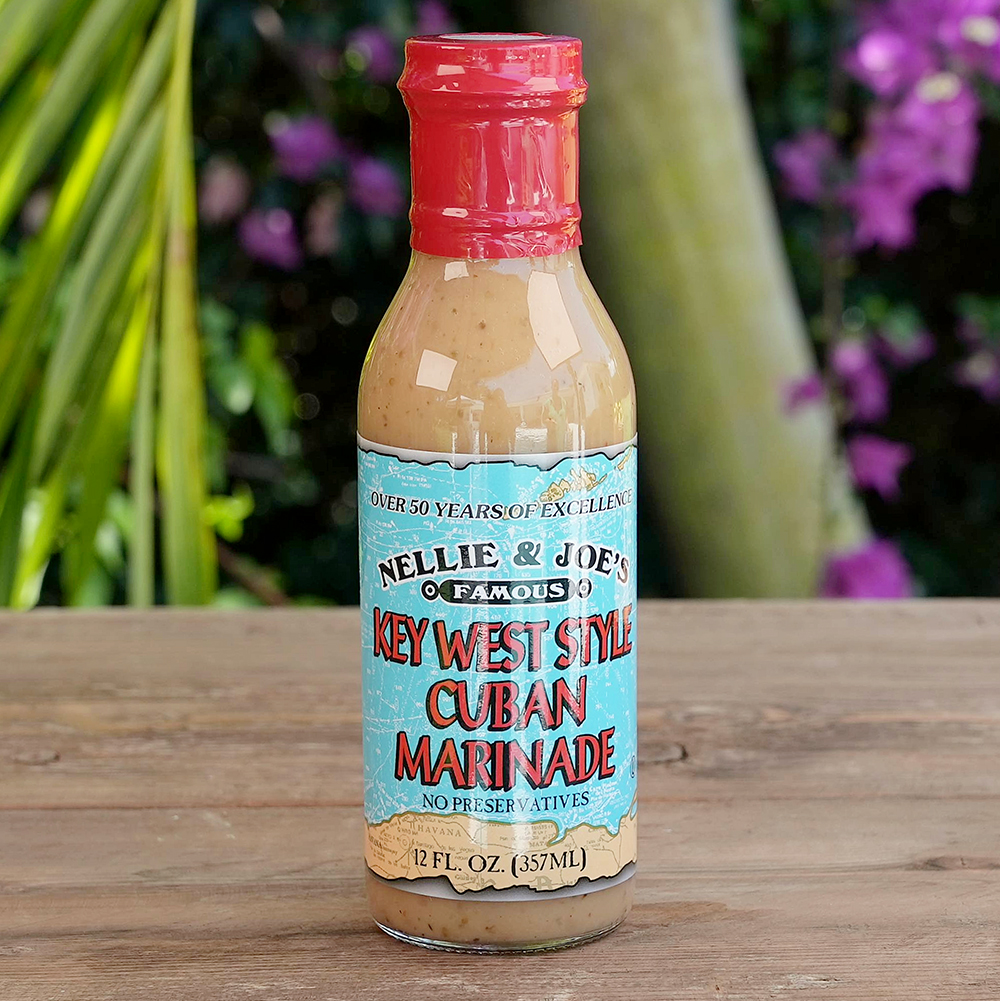 OVER 50 YEARS OF EXCELLENCE
NELLIE & JOE'S
FAMOUS
KEY WEST STYLE
CUBAN
MARINADE
NO PRESERVATIVES
HAVANA
12 FL. OZ. (357ML)